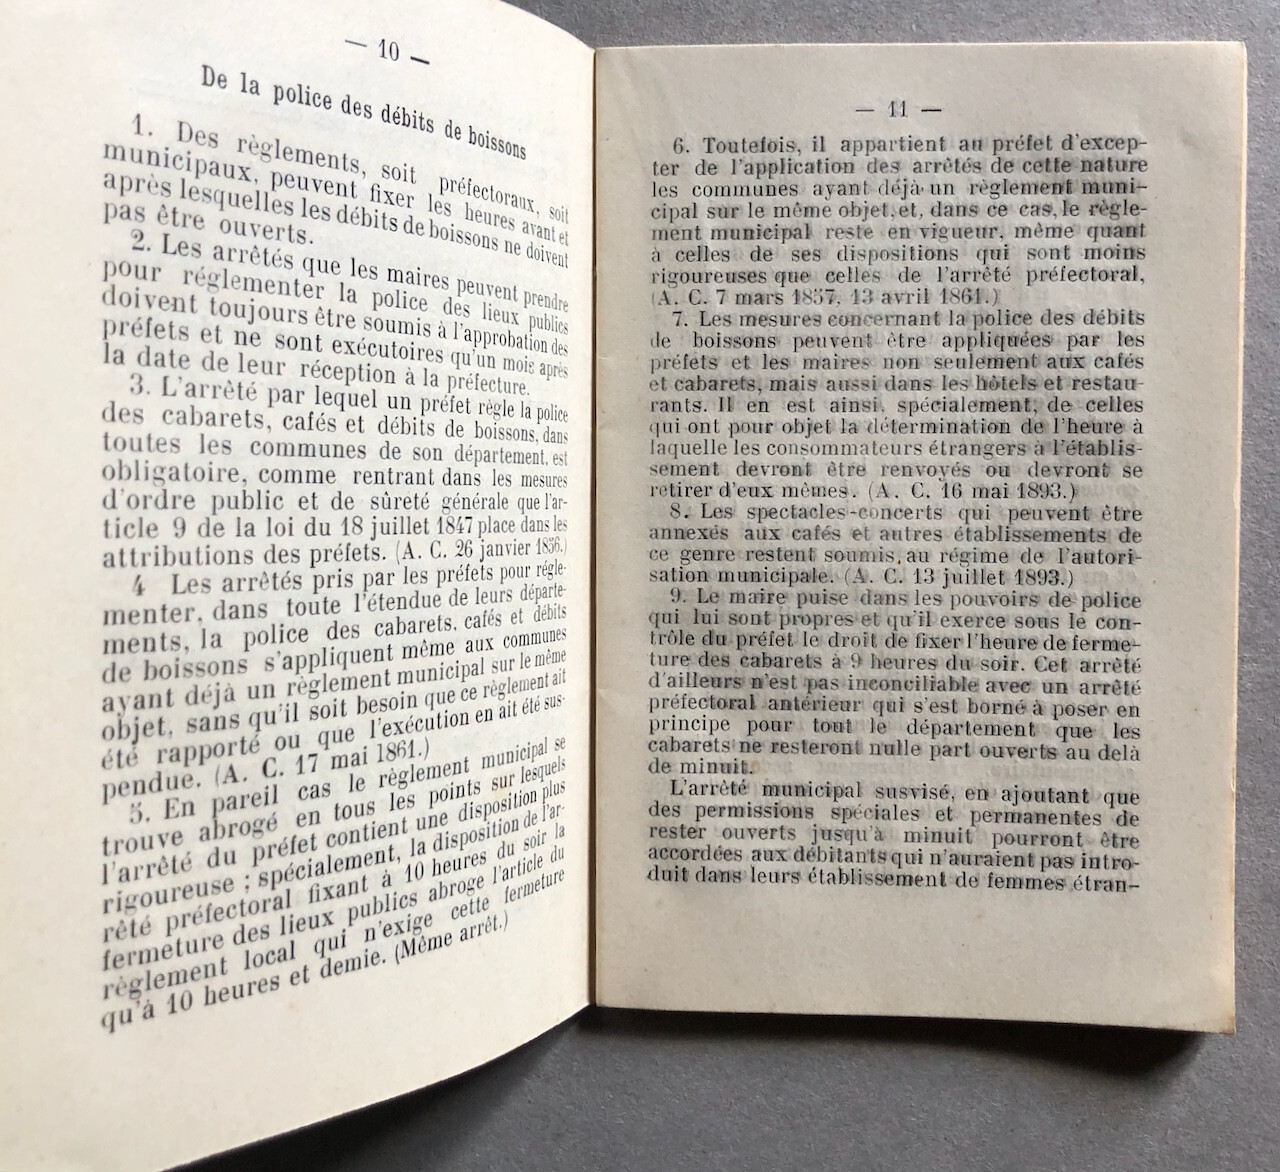 — 10 —
De la police des débits de boissons
1. Des règlements, soit préfectoraux, soit
municipaux, peuvent fixer les heures avant et
après lesquelles les débits de boissons ne doivent
pas être ouverts.
2. Les arrêtés que les maires peuvent prendre
pour réglementer la police des lieux publics
doivent toujours être soumis à l'approbation des
préfets et ne sont exécutoires qu'un mois après
la date de leur réception à la préfecture.
3. L'arrêté par lequel un préfet règle la police
des cabarets, cafés et débits de boissons, dans
toutes les communes de son département, est
obligatoire, comme rentrant dans les mesures
d'ordre public et de sûreté générale que l'ar-
ticle 9 de la loi du 18 juillet 1847 place dans les
attributions des préfets. (A. C. 26 janvier 1856.)
4 Les arrêtés pris par les préfets pour régle-
menter, dans toute l'étendue de leurs départe-
ments, la police des cabarets, cafés et débits
de boissons s'appliquent même aux communes
ayant déjà un règlement municipal sur le même
objet, sans qu'il soit besoin que ce règlement ait
été rapporté ou que l'exécution en ait été sus-
pendue. (A. C. 17 mai 1861.)
5. En pareil cas le règlement municipal se
trouve abrogé en tous les points sur lesquels
l'arrêté du préfet contient une disposition plus
rigoureuse ; spécialement, la disposition de l'ar-
rêté préfectoral fixant à 10 heures du soir la
fermeture des lieux publics abroge l'article du
règlement local qui n'exige cette fermeture
qu'à 10 heures et demie. (Même arrêt.)
— 11 —
6. Toutefois, il appartient au préfet d'excep-
ter de l'application des arrêtés de cette nature
les communes ayant déjà un règlement muni-
cipal sur le même objet, et, dans ce cas, le règle-
ment municipal reste en vigueur, même quant
à celles de ses dispositions qui sont moins
rigoureuses que celles de l'arrêté préfectoral,
(A. C. 7 mars 1857, 13 avril 1861.)
7. Les mesures concernant la police des débits
de boissons peuvent être appliquées par les
préfets et les maires non seulement aux cafés
et cabarets, mais aussi dans les hôtels et restau-
rants. Il en est ainsi, spécialement, de celles
qui ont pour objet la détermination de l'heure à
laquelle les consommateurs étrangers à l'établis-
sement devront être renvoyés ou devront se
retirer d'eux mêmes. (A. C. 16 mai 1893.)
8. Les spectacles-concerts qui peuvent être
annexés aux cafés et autres établissements de
ce genre restent soumis, au régime de l'autori-
sation municipale. (A. C. 13 juillet 1893.)
9. Le maire puise dans les pouvoirs de police
qui lui sont propres et qu'il exerce sous le con-
trôle du préfet le droit de fixer l'heure de ferme-
ture des cabarets à 9 heures du soir. Cet arrêté
d'ailleurs n'est pas inconciliable avec un arrêté
préfectoral antérieur qui s'est borné à poser en
principe pour tout le département que les
cabarets ne resteront nulle part ouverts au delà
de minuit.
L'arrêté municipal susvisé, en ajoutant que
des permissions spéciales et permanentes de
rester ouverts jusqu'à minuit pourront être
accordées aux débitants qui n'auraient pas intro-
duit dans leurs établissement de femmes étran-